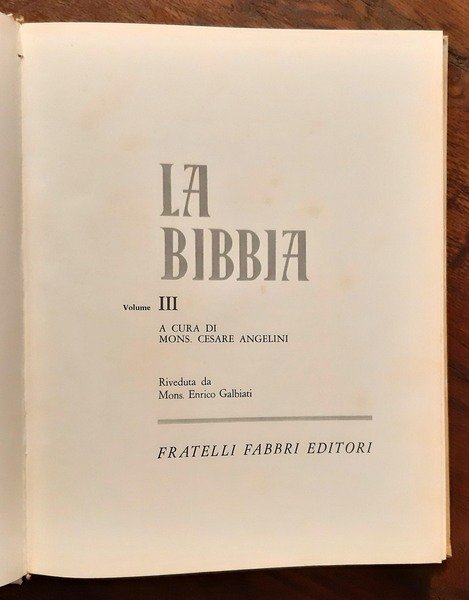 LA
BIBBIA
Volume III
A CURA DI
MONS. CESARE ANGELINI
Riveduta da
Mons. Enrico Galbiati
FRATELLI FABBRI EDITORI